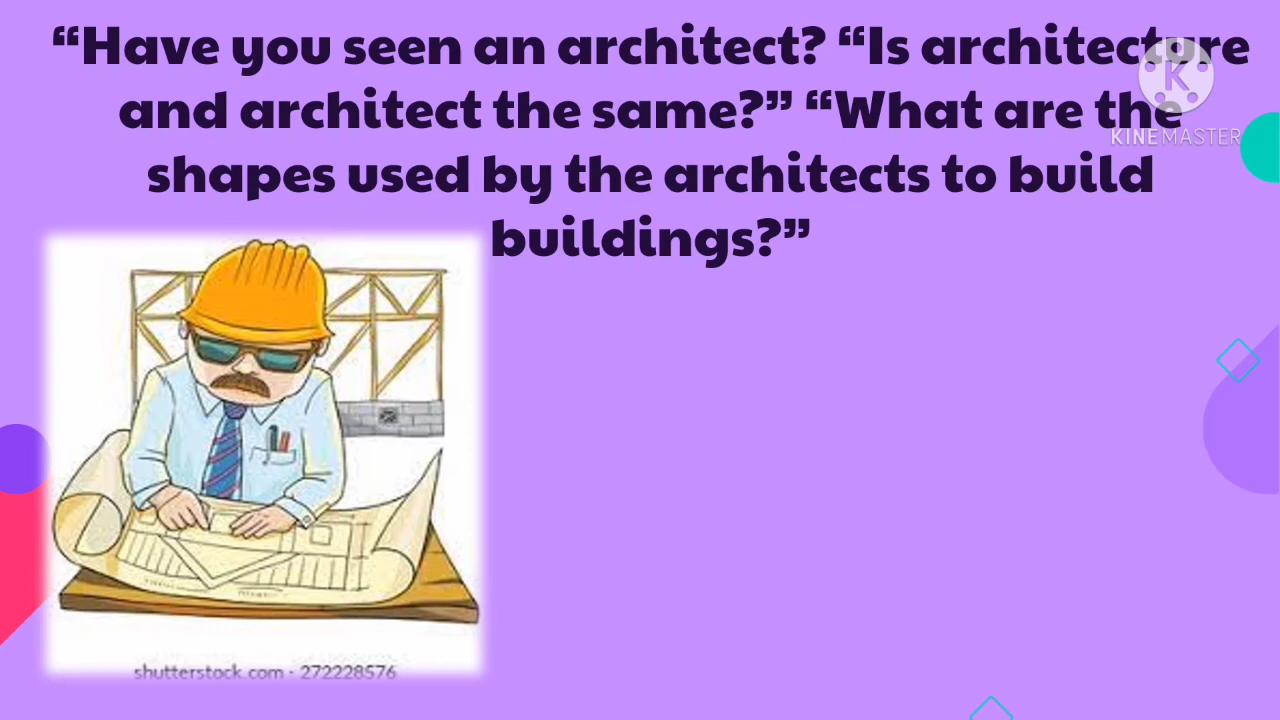 “Have you seen an architect? “Is architecture
and architect the same?” “What are the
shapes used by the architects to build
buildings?”
KINEMASTER
shutterstock.com · 272228576